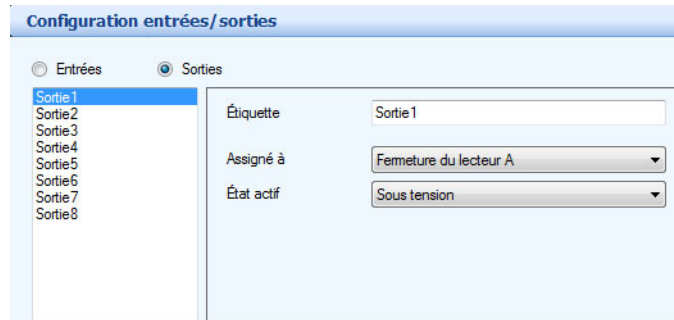 Configuration entrées/sorties
Entrées
Sorties
Sortie1
Sortie2
Sortie3
Sortie4
Sortie5
Sortie6
Sortie7
Sortie8
Étiquette
Sortie1
Assigné à
Fermeture du lecteur A
État actif
Sous tension